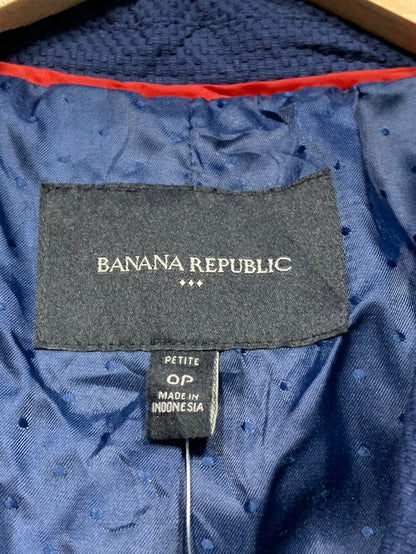 BANANA REPUBLIC
PETITE
0P
MADE IN
INDONESIA